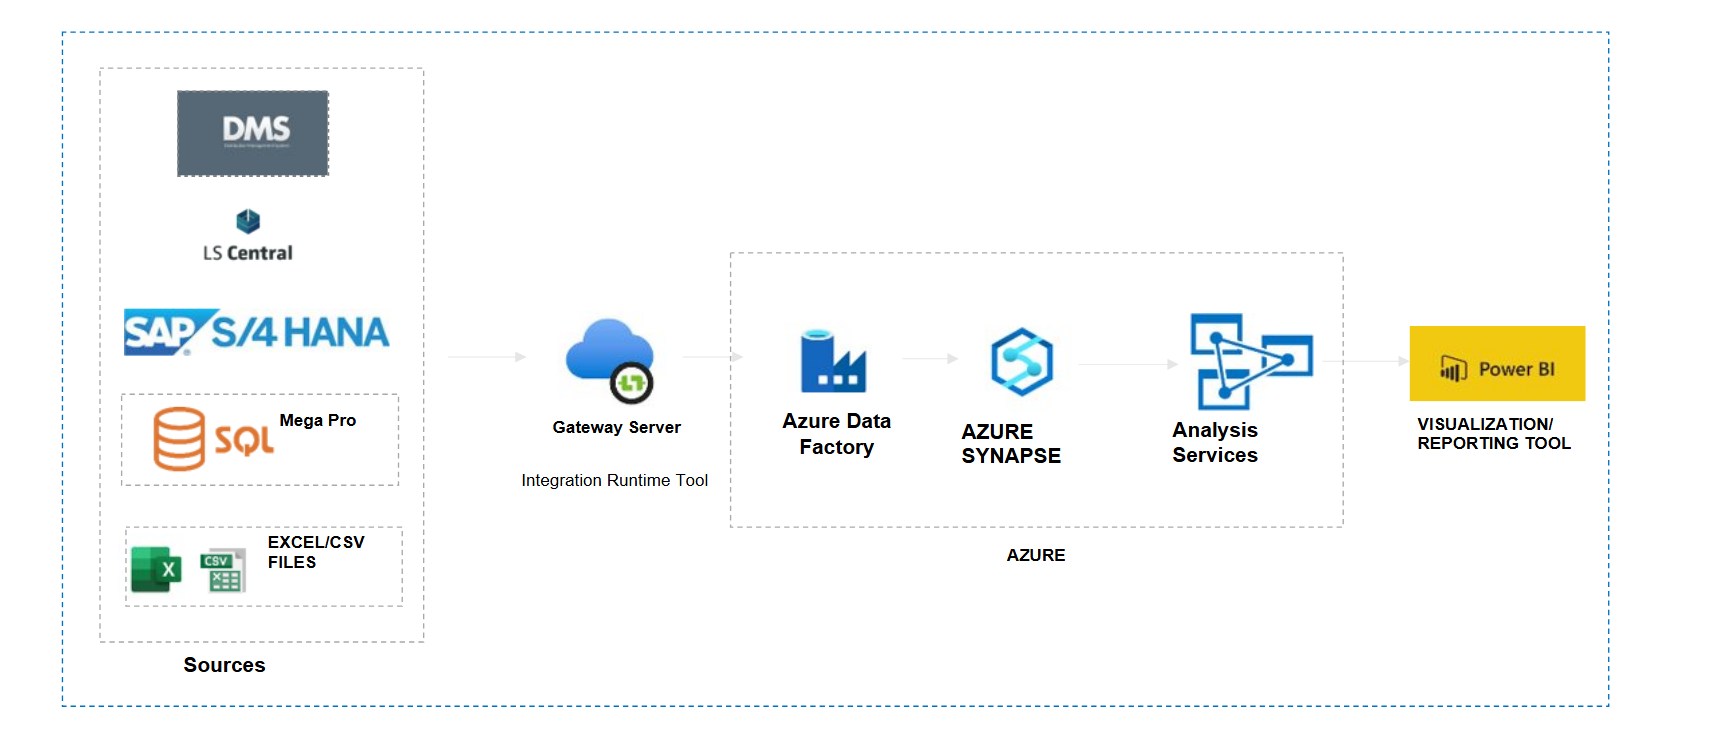 DMS
LS Central
SAP S/4 HANA
®
SQL
Mega Pro
X
CSV
X
EXCEL/CSV
FILES
Sources
Gateway Server
Integration Runtime Tool
Azure Data
Factory
AZURE
SYNAPSE
Analysis
Services
AZURE
Power BI
VISUALIZATION/
REPORTING TOOL